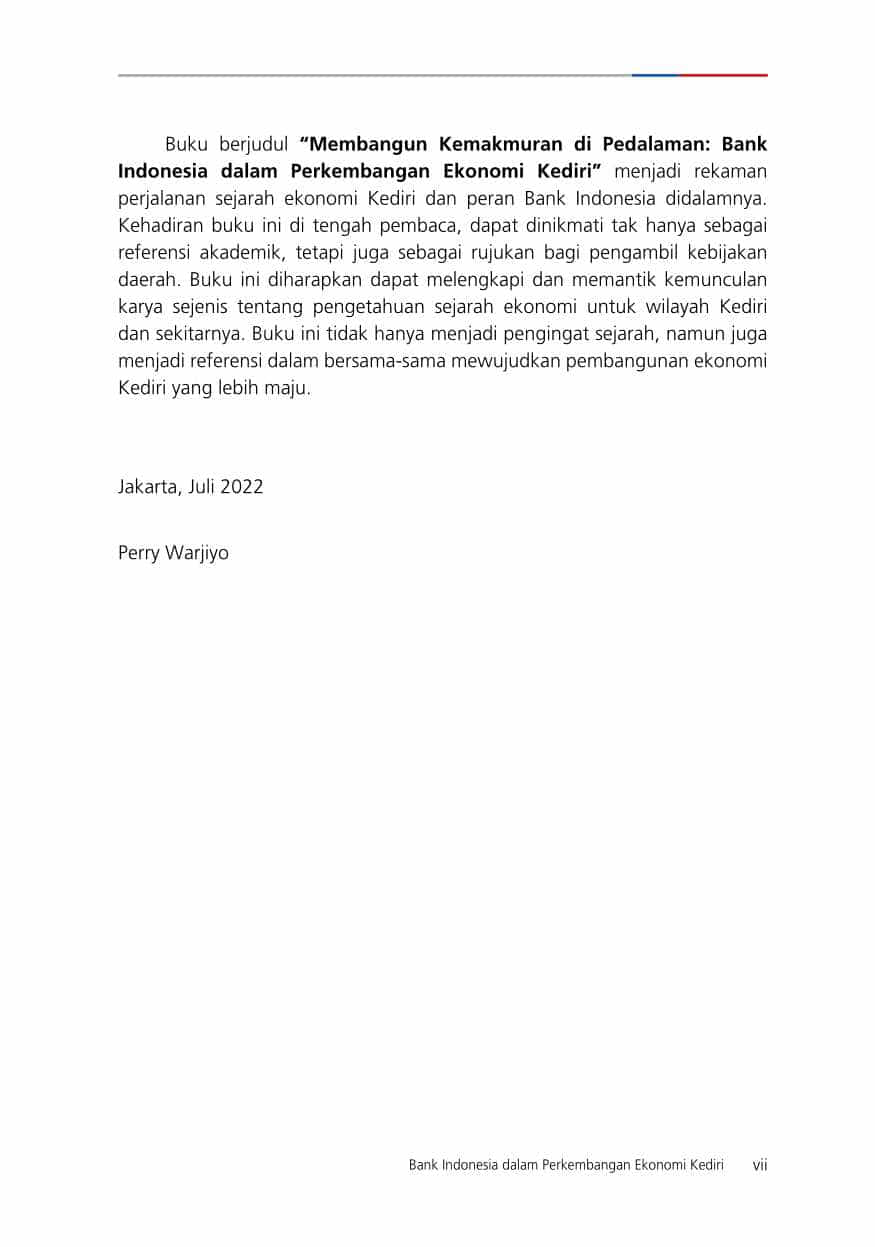 Buku berjudul “Membangun Kemakmuran di Pedalaman: Bank
Indonesia dalam Perkembangan Ekonomi Kediri” menjadi rekaman
perjalanan sejarah ekonomi Kediri dan peran Bank Indonesia didalamnya.
Kehadiran buku ini di tengah pembaca, dapat dinikmati tak hanya sebagai
referensi akademik, tetapi juga sebagai rujukan bagi pengambil kebijakan
daerah. Buku ini diharapkan dapat melengkapi dan memantik kemunculan
karya sejenis tentang pengetahuan sejarah ekonomi untuk wilayah Kediri
dan sekitarnya. Buku ini tidak hanya menjadi pengingat sejarah, namun juga
menjadi referensi dalam bersama-sama mewujudkan pembangunan ekonomi
Kediri yang lebih maju.
Jakarta, Juli 2022
Perry Warjiyo
Bank Indonesia dalam Perkembangan Ekonomi Kediri vii